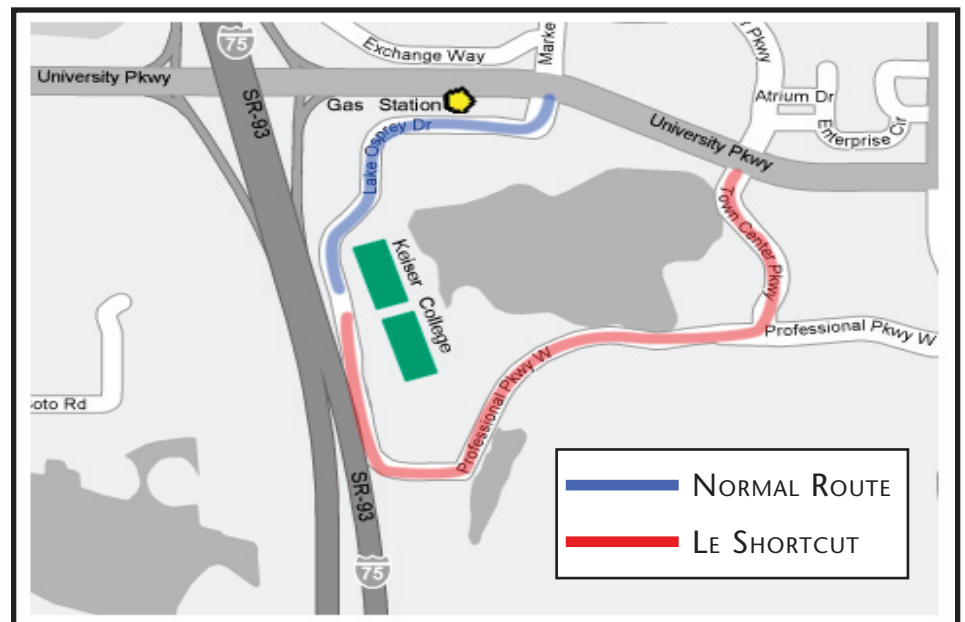 75
Exchange Way
Marke
Pkwy
University Pkwy
SR-93
Gas Station
Atrium Dr
Enterprise Cir
Lake Osprey Dr
University Pkwy
Town Center Pkwy
Keiser College
Professional Pkwy W
Professional Pkwy W
oto Rd
SR-93
75
NORMAL ROUTE
LE SHORTCUT